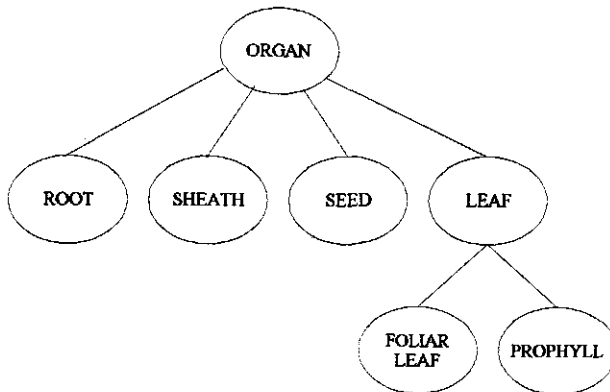 ORGAN
ROOT
SHEATH
SEED
LEAF
FOLIAR
LEAF
PROPHYLL